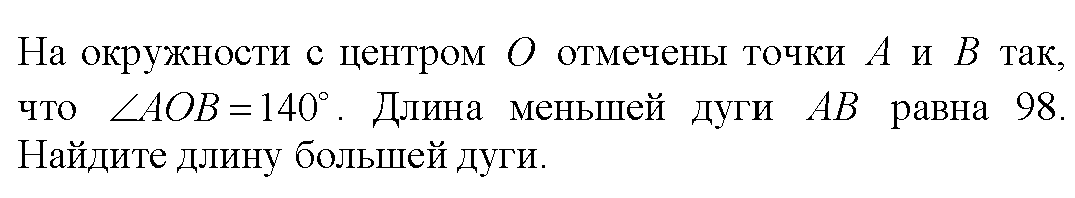 На окружности с центром O отмечены точки A и B так,
что ∠AOB = 140°. Длина меньшей дуги AB равна 98.
Найдите длину большей дуги.